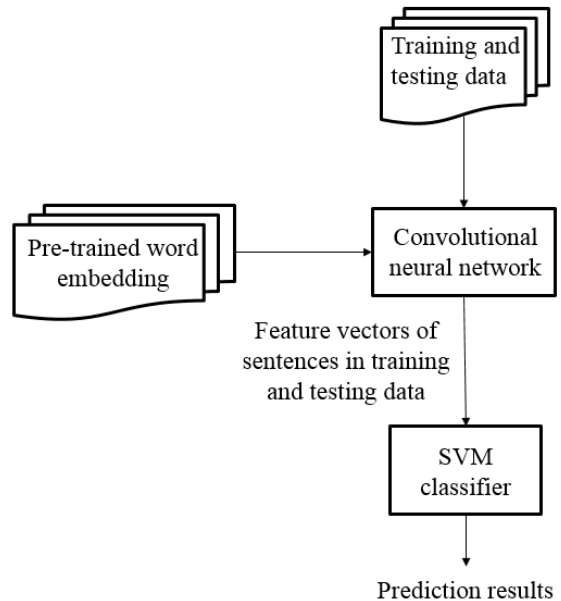 Training and
testing data
Pre-trained word
embedding
Convolutional
neural network
Feature vectors of
sentences in training
and testing data
SVM
classifier
Prediction results